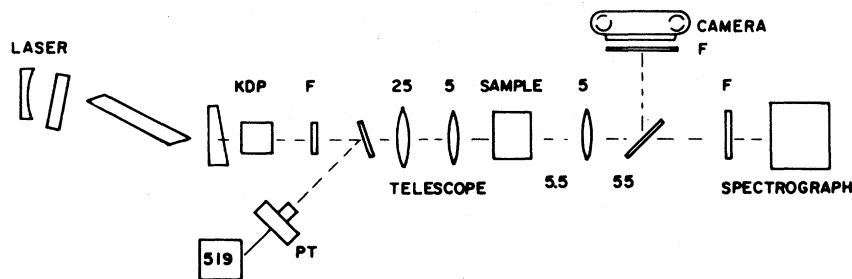 LASER
CAMERA
F
KDP
F
25
5
SAMPLE
5
F
TELESCOPE
5.5
55
SPECTROGRAPH
PT
519